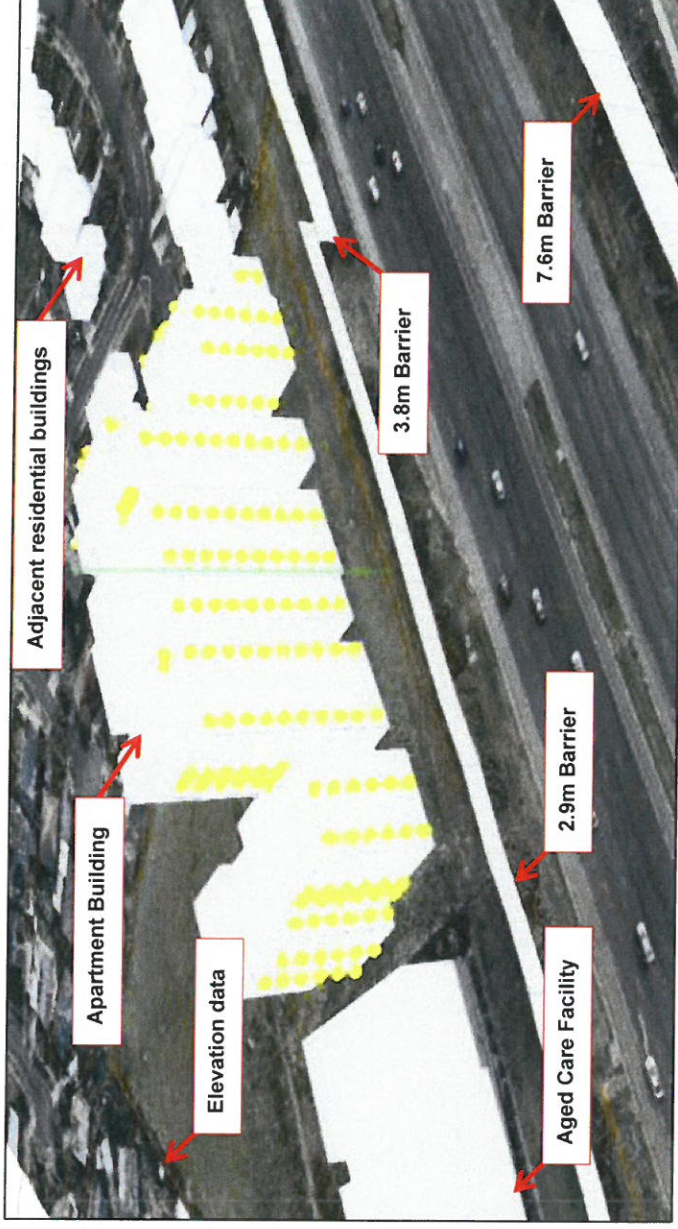 Adjacent residential buildings
Apartment Building
Elevation data
3.8m Barrier
7.6m Barrier
2.9m Barrier
Aged Care Facility